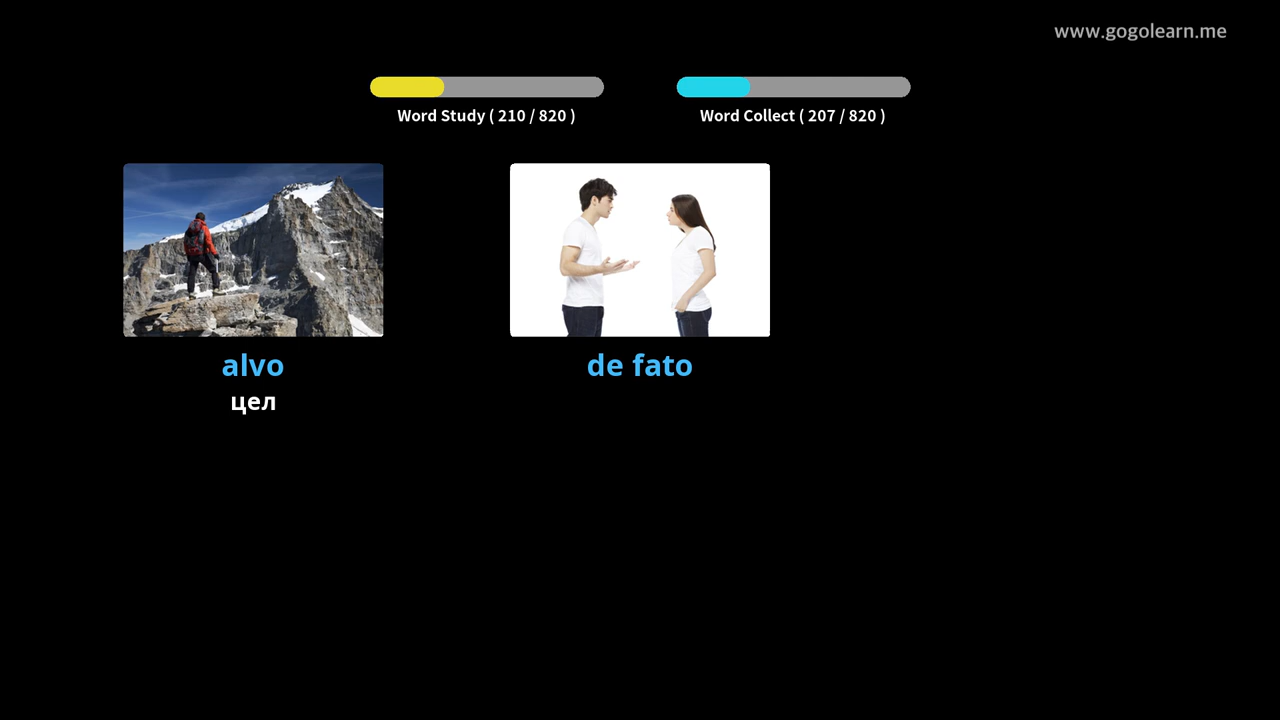 www.gogolearn.me
Word Study ( 210 / 820 )
Word Collect ( 207 / 820 )
alvo
цел
de fato